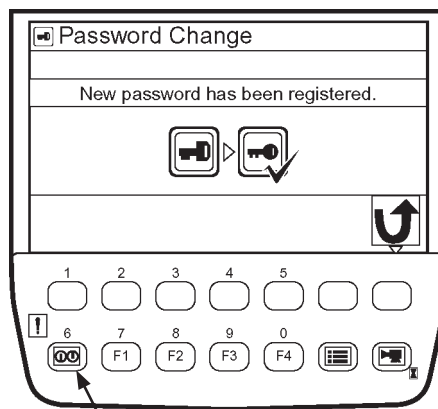 Password Change
New password has been registered.
1 2 3 4 5
!
6 7 8 9 0
F1 F2 F3 F4